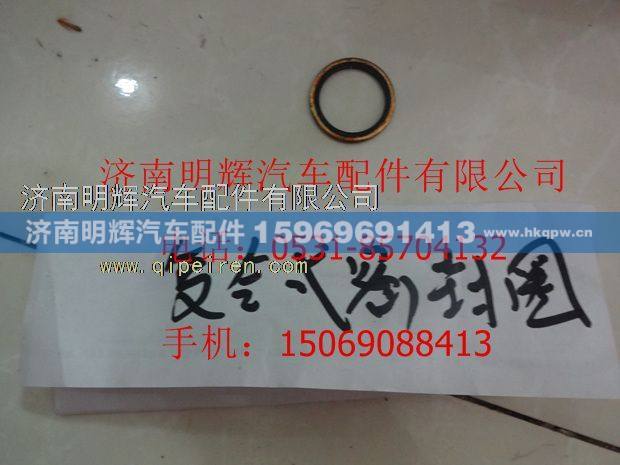 济南明辉汽车配件有限公司
济南明辉汽车配件有限公司
济南明辉汽车配件 15969691413 www.hkqpw.cn
电话：0531-85704132
www.qipeiren.com
复合式密封圈
手机：15069088413